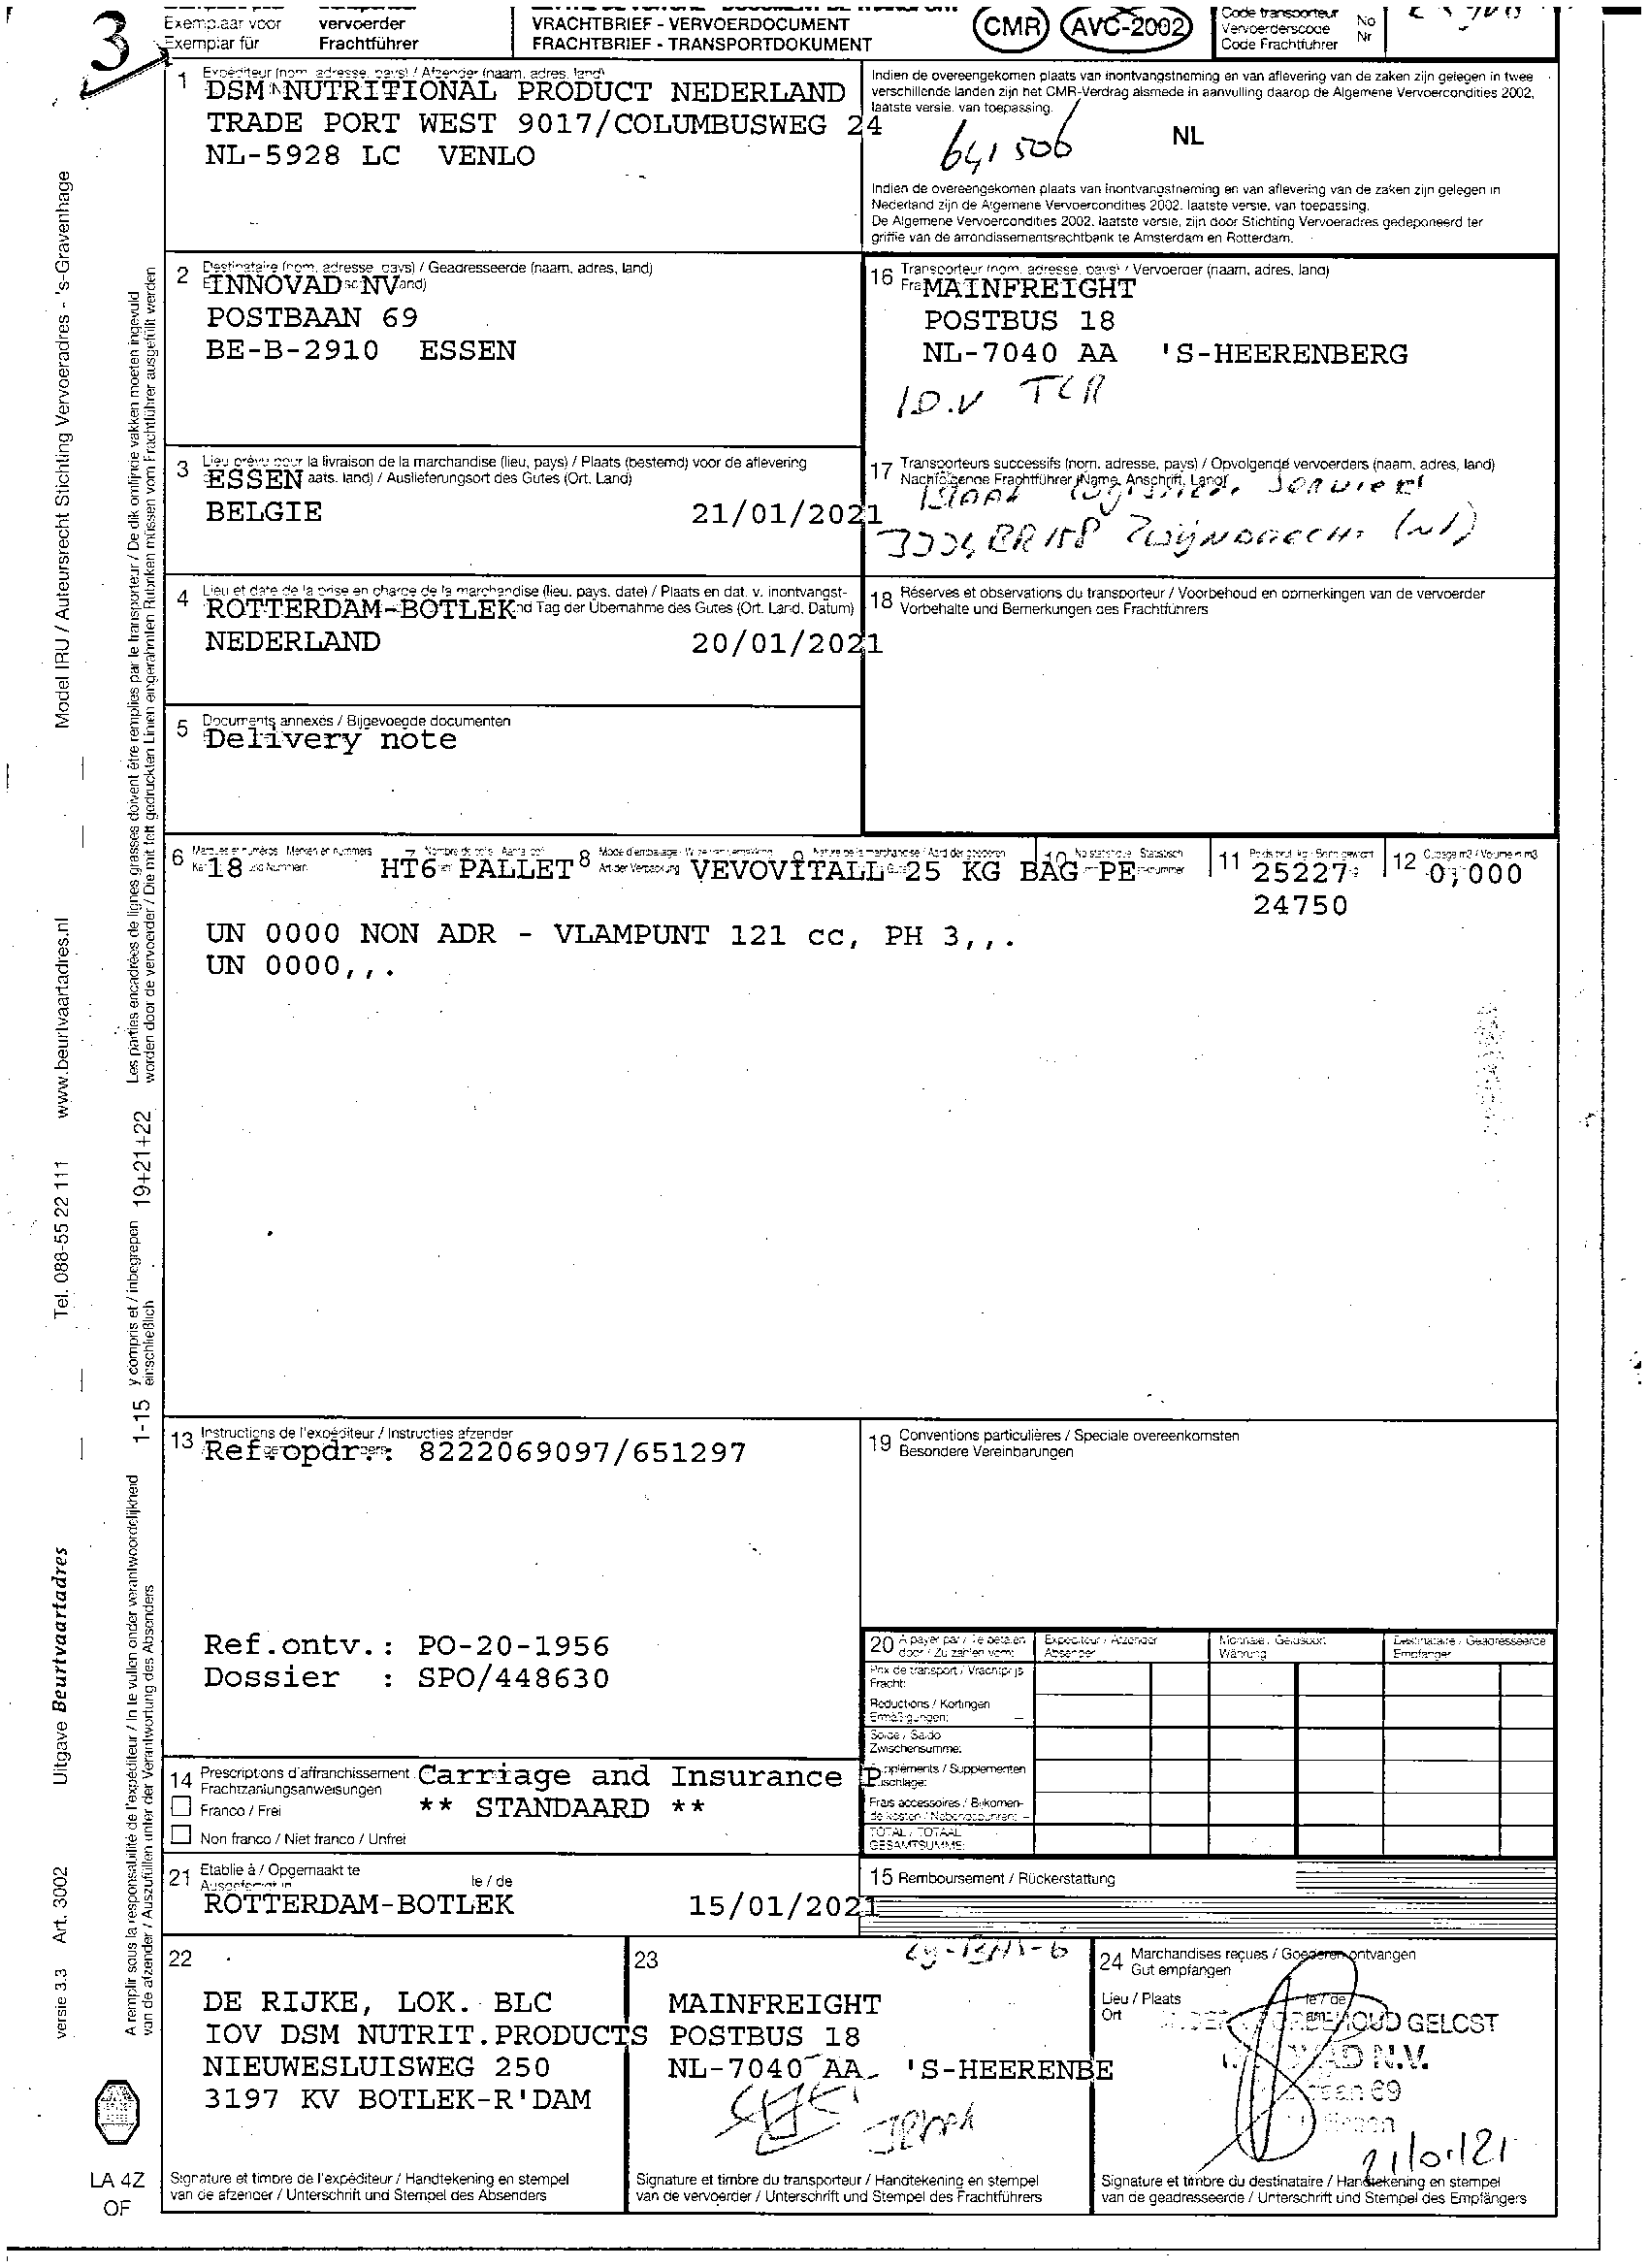 3
Exemplaar voor vervoerder
Exemplar für Frachtführer
VRACHTBRIEF - VERVOERDOCUMENT
FRACHTBRIEF - TRANSPORTDOKUMENT
CMR AVC-2002
Code transporteur
Vervoerderscode
Code Frachtführer
No
Nr
1 Expéditeur (nom, adresse, pays) / Afzender (naam, adres, land)
DSM NUTRITIONAL PRODUCT NEDERLAND
TRADE PORT WEST 9017/COLUMBUSWEG 24
NL-5928 LC VENLO
Indien de overeengekomen plaats van inontvangstneming en van aflevering van de zaken zijn gelegen in twee
verschillende landen zijn het CMR-Verdrag alsmede in aanvulling daarop de Algemene Vervoercondities 2002,
laatste versie, van toepassing.
641506
NL
Indien de overeengekomen plaats van inontvangstneming en van aflevering van de zaken zijn gelegen in
Nederland zijn de Algemene Vervoercondities 2002, laatste versie, van toepassing.
De Algemene Vervoercondities 2002, laatste versie, zijn door Stichting Vervoeradres gedeponeerd ter
griffie van de arrondissementsrechtbank te Amsterdam en Rotterdam.
2 Destinataire (nom, adresse, pays) / Geadresseerde (naam, adres, land)
INNOVAD NV
POSTBAAN 69
BE-B-2910 ESSEN
16 Transporteur (nom, adresse, pays) / Vervoerder (naam, adres, land)
MAINFREIGHT
POSTBUS 18
NL-7040 AA 'S-HEERENBERG
3 Lieu prévu pour la livraison de la marchandise (lieu, pays) / Plaats (bestemd) voor de aflevering
ESSEN aats, land) / Auslieferungsort des Gutes (Ort, Land)
BELGIE 21/01/2021
17 Transporteurs successifs (nom, adresse, pays) / Opvolgende vervoerders (naam, adres, land)
Nachfolgende Frachtführer (Name, Anschrift, Land)
4 Lieu et date de la prise en charge de la marchandise (lieu, pays, date) / Plaats en dat. v. inontvangst-
ROTTERDAM-BOTLEK nd Tag der Übernahme des Gutes (Ort, Land, Datum)
NEDERLAND 20/01/2021
18 Réserves et observations du transporteur / Voorbehoud en opmerkingen van de vervoerder
Vorbehalte und Bemerkungen des Frachtführers
5 Documents annexés / Bijgevoegde documenten
Delivery note
6 Marques et numéros Merken en nummers 7 8 9 10 11 12
18 HT6 PALLET VEVOVITALL 25 KG BAG PE 25227 0,000
24750
UN 0000 NON ADR - VLAMPUNT 121 cc, PH 3,,.
UN 0000,,.
13 Instructions de l'expéditeur / Instructies afzender
Ref.opdr.: 8222069097/651297
19 Conventions particulières / Speciale overeenkomsten
Besondere Vereinbarungen
Ref.ontv.: PO-20-1956
Dossier : SPO/448630
20 A payer par / Te betalen door / Zu zahlen vom:
Expéditeur / Afzender
Absender
Monnaie / Geldsoort
Währung
Destinataire / Geadresseerde
Empfänger
Prix de transport / Vrachtprijs
Fracht:
Reductions / Kortingen
Ermäßigungen:
Solde / Saldo
Zwischensumme:
Suppléments / Supplementen
Zuschläge:
Frais accessoires / Bijkomen-
de kosten / Nebengebühren:
TOTAL / TOTAAL
GESAMTSUMME:
14 Prescriptions d'affranchissement
Frachtzahlungsanweisungen
Carriage and Insurance P
Franco / Frei
** STANDAARD **
Non franco / Niet franco / Unfrei
21 Etablie à / Opgemaakt te le / de
Ausgefertigt in
ROTTERDAM-BOTLEK 15/01/2021
15 Remboursement / Rückerstattung
22
DE RIJKE, LOK. BLC
IOV DSM NUTRIT.PRODUCTS
NIEUWESLUISWEG 250
3197 KV BOTLEK-R'DAM
Signature et timbre de l'expéditeur / Handtekening en stempel
van de afzender / Unterschrift und Stempel des Absenders
23
MAINFREIGHT
POSTBUS 18
NL-7040 AA 'S-HEERENBE
Signature et timbre du transporteur / Handtekening en stempel
van de vervoerder / Unterschrift und Stempel des Frachtführers
24 Marchandises reçues / Goederen ontvangen
Gut empfangen
Lieu / Plaats
Ort
le / de
GELOST
N.V.
69
21/01/21
Signature et timbre du destinataire / Handtekening en stempel
van de geadresseerde / Unterschrift und Stempel des Empfängers
Model IRU / Auteursrecht Stichting Vervoeradres - 's-Gravenhage
www.beurtvaartadres.nl
Tel. 088-55 22 111
Uitgave Beurtvaartadres
Art. 3002
versie 3.3
Les parties encadrées de lignes grasses doivent être remplies par le transporteur / De dik omlijnde vakken moeten ingevuld
worden door de vervoerder / Die mit fett gedruckten Linien eingerahmten Rubriken müssen vom Frachtführer ausgefüllt werden
19+21+22
y compris et / inbegrepen
einschließlich
1-15
A remplir sous la responsabilité de l'expéditeur / In te vullen onder verantwoordelijkheid
van de afzender / Auszufüllen unter der Verantwortung des Absenders
LA 4Z
OF